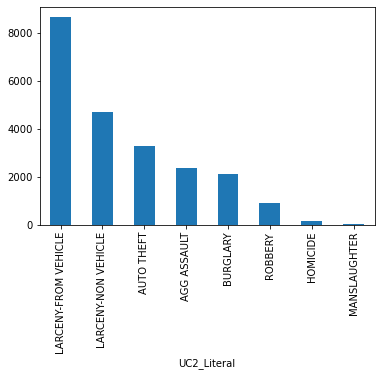 8000
6000
4000
2000
0
LARCENY-FROM VEHICLE
LARCENY-NON VEHICLE
AUTO THEFT
AGG ASSAULT
BURGLARY
ROBBERY
HOMICIDE
MANSLAUGHTER
UC2_Literal